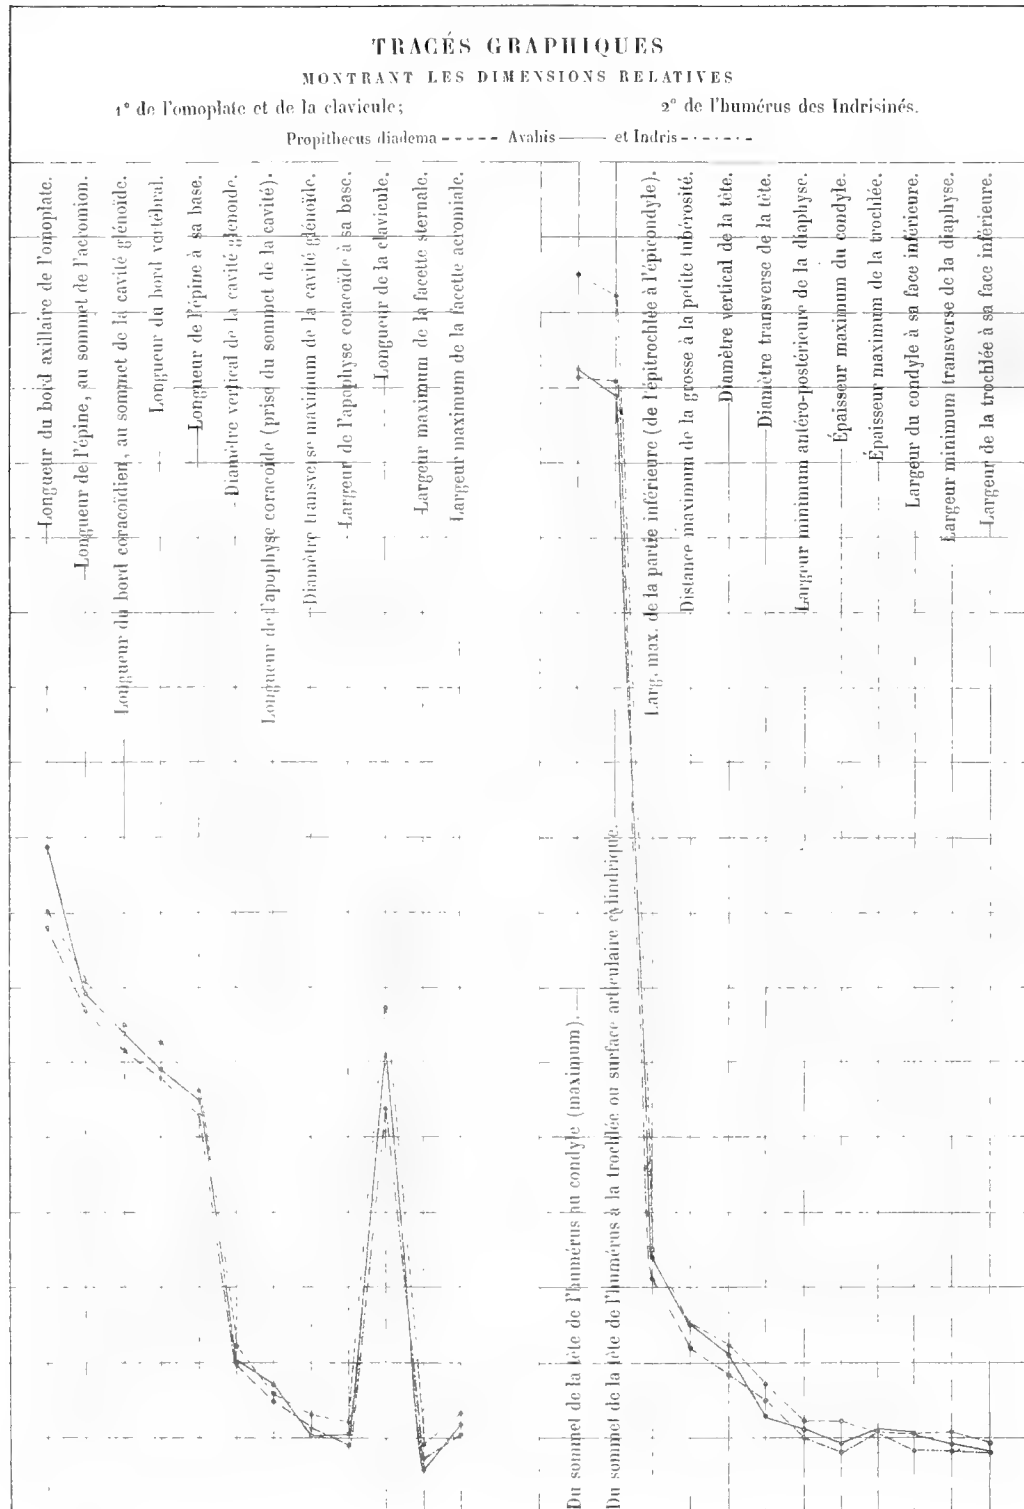 TRACÉS GRAPHIQUES
MONTRANT LES DIMENSIONS RELATIVES
1° de l'omoplate et de la clavicule;
2° de l'humérus des Indrisinés.
Propithecus diadema ----- Avahis ——— et Indris -·-·-·-
Longueur du bord axillaire de l'omoplate.
Longueur de l'épine, au sommet de l'acromion.
Longueur du bord coracoïdien, au sommet de la cavité glénoïde.
Longueur du bord vertébral.
Longueur de l'épine à sa base.
Diamètre vertical de la cavité glénoïde.
Longueur de l'apophyse coracoïde (prise du sommet de la cavité).
Diamètre transverse maximum de la cavité glénoïde.
Largeur de l'apophyse coracoïde à sa base.
Longueur de la clavicule.
Largeur maximum de la facette sternale.
Largeur maximum de la facette acromiale.
Du sommet de la tête de l'humérus au condyle (maximum).
Du sommet de la tête de l'humérus à la trochlée ou surface articulaire cylindrique.
Larg. max. de la partie inférieure (de l'épitrochlée à l'épicondyle).
Distance maximum de la grosse à la petite tubérosité.
Diamètre vertical de la tête.
Diamètre transverse de la tête.
Largeur minimum antéro-postérieure de la diaphyse.
Épaisseur maximum du condyle.
Épaisseur maximum de la trochlée.
Largeur du condyle à sa face inférieure.
Largeur minimum transverse de la diaphyse.
Largeur de la trochlée à sa face inférieure.